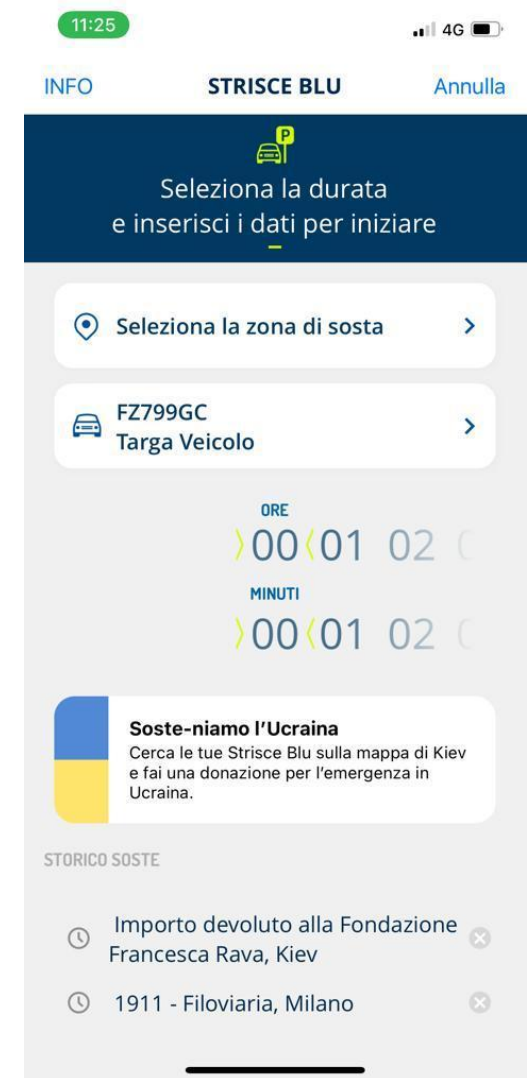 11:25
4G
INFO STRISCE BLU Annulla
P
Seleziona la durata
e inserisci i dati per iniziare
Seleziona la zona di sosta
FZ799GC
Targa Veicolo
ORE
00 01 02
MINUTI
00 01 02
Soste-niamo l'Ucraina
Cerca le tue Strisce Blu sulla mappa di Kiev
e fai una donazione per l'emergenza in
Ucraina.
STORICO SOSTE
Importo devoluto alla Fondazione
Francesca Rava, Kiev
1911 - Filoviaria, Milano